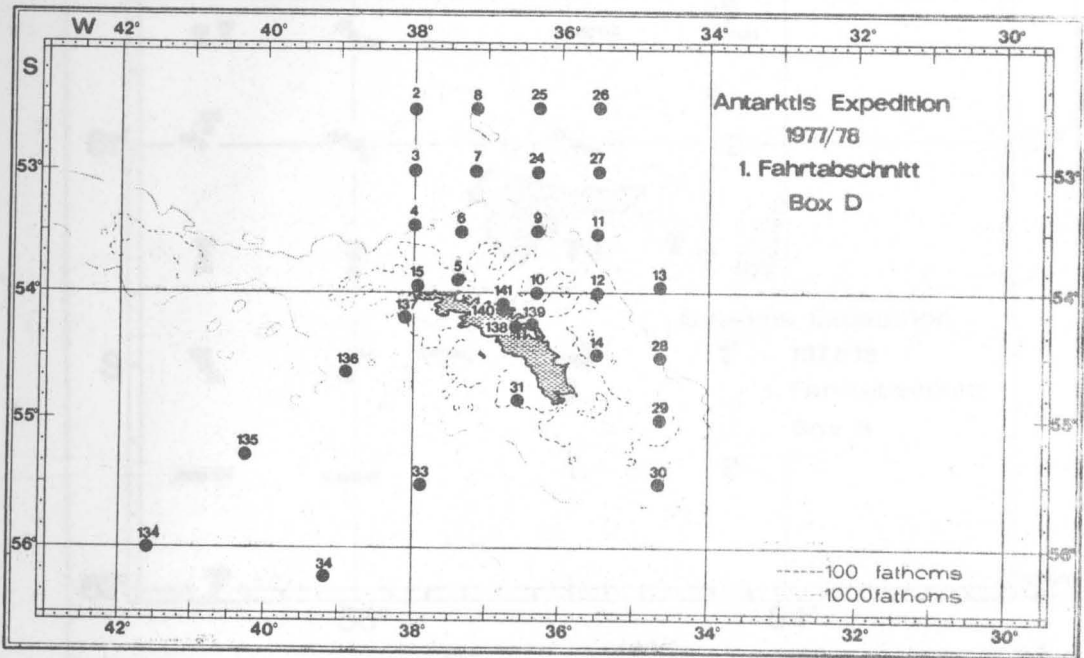 W 42° 40° 38° 36° 34° 32° 30°
S
2 8 25 26
Antarktis Expedition
1977/78
1. Fahrtabschnitt
Box D
3 7 24 27
53° 53°
4 6 9 11
15 5 141 10 12 13
54° 54°
137 140 139
138 14 28
136
31
29
55° 55°
135
33 30
134
56° 56°
34
100 fathoms
1000 fathoms
42° 40° 38° 36° 34° 32° 30°